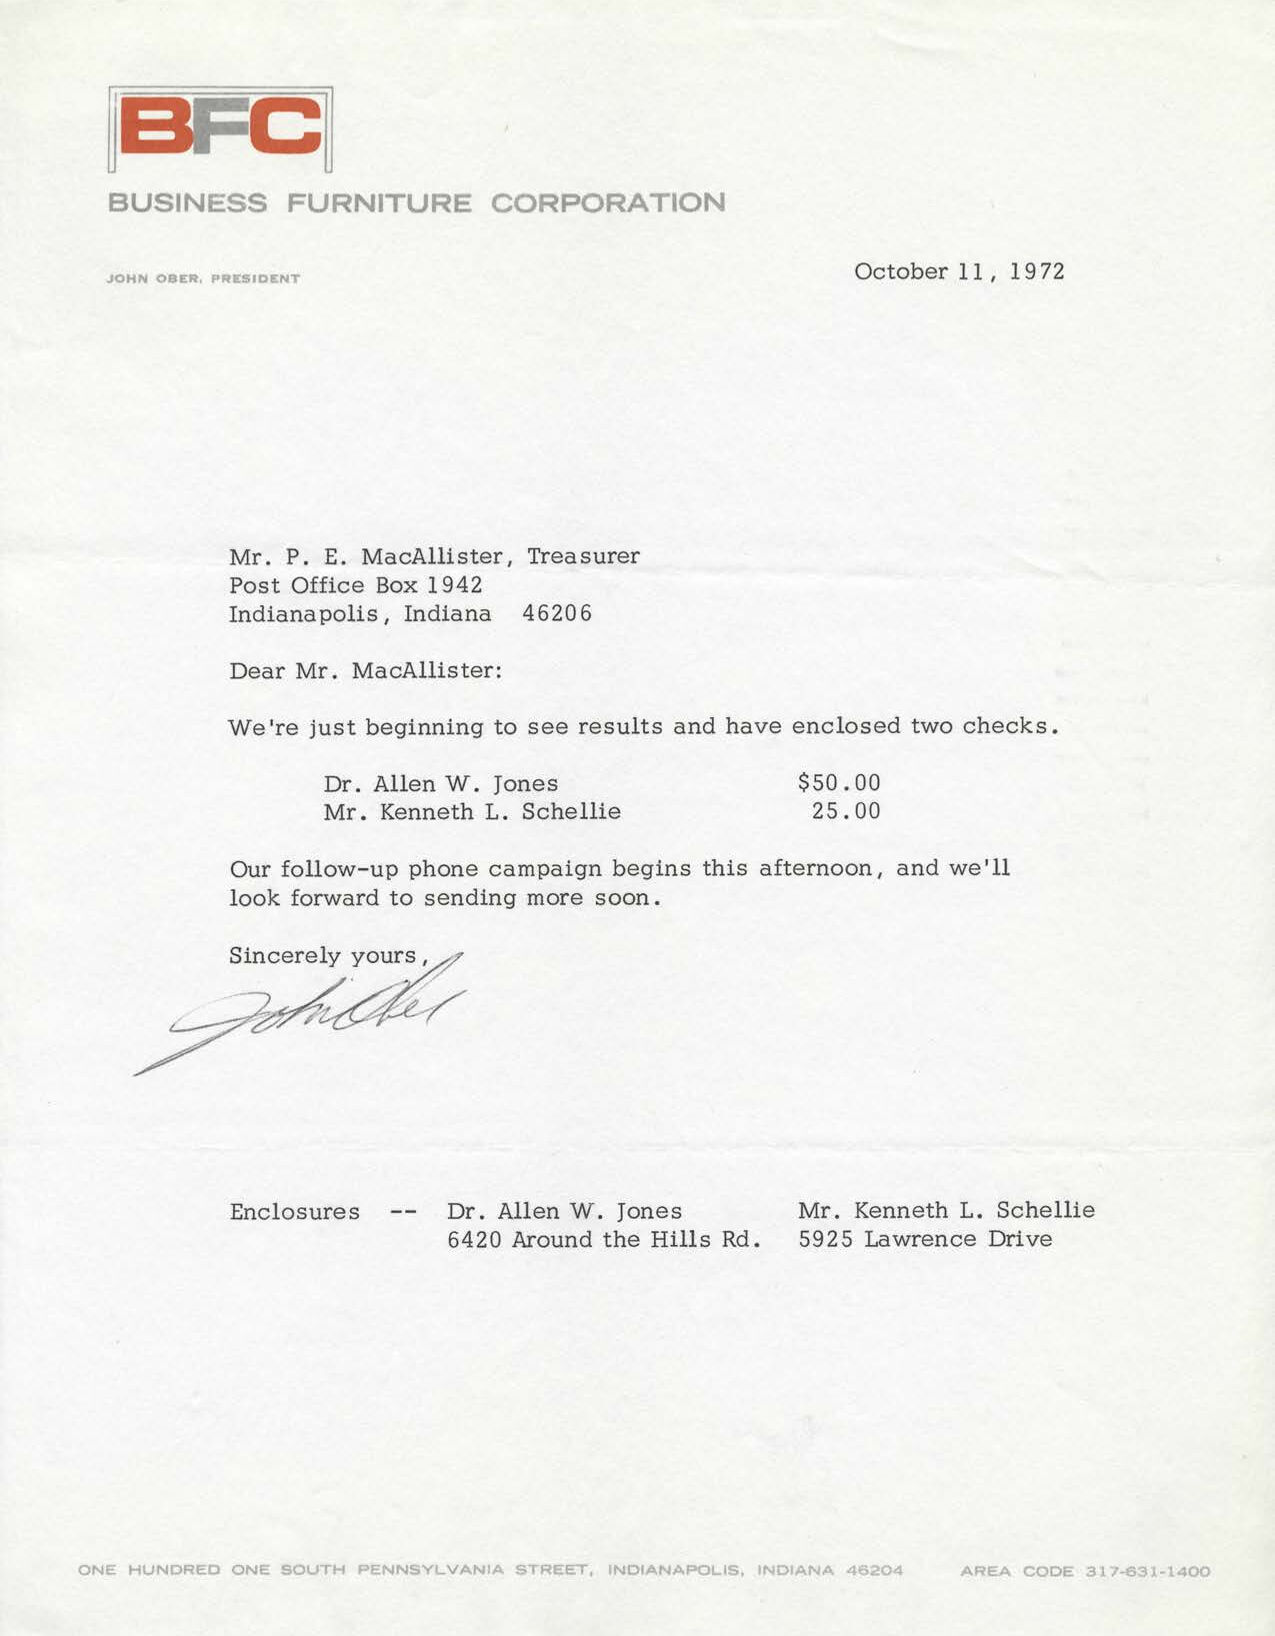 BFC
BUSINESS FURNITURE CORPORATION
JOHN OBER, PRESIDENT
October 11, 1972
Mr. P. E. MacAllister, Treasurer
Post Office Box 1942
Indianapolis, Indiana 46206
Dear Mr. MacAllister:
We're just beginning to see results and have enclosed two checks.
Dr. Allen W. Jones $50.00
Mr. Kenneth L. Schellie 25.00
Our follow-up phone campaign begins this afternoon, and we'll
look forward to sending more soon.
Sincerely yours,
John Ober
Enclosures -- Dr. Allen W. Jones Mr. Kenneth L. Schellie
6420 Around the Hills Rd. 5925 Lawrence Drive
ONE HUNDRED ONE SOUTH PENNSYLVANIA STREET, INDIANAPOLIS, INDIANA 46204 AREA CODE 317-631-1400